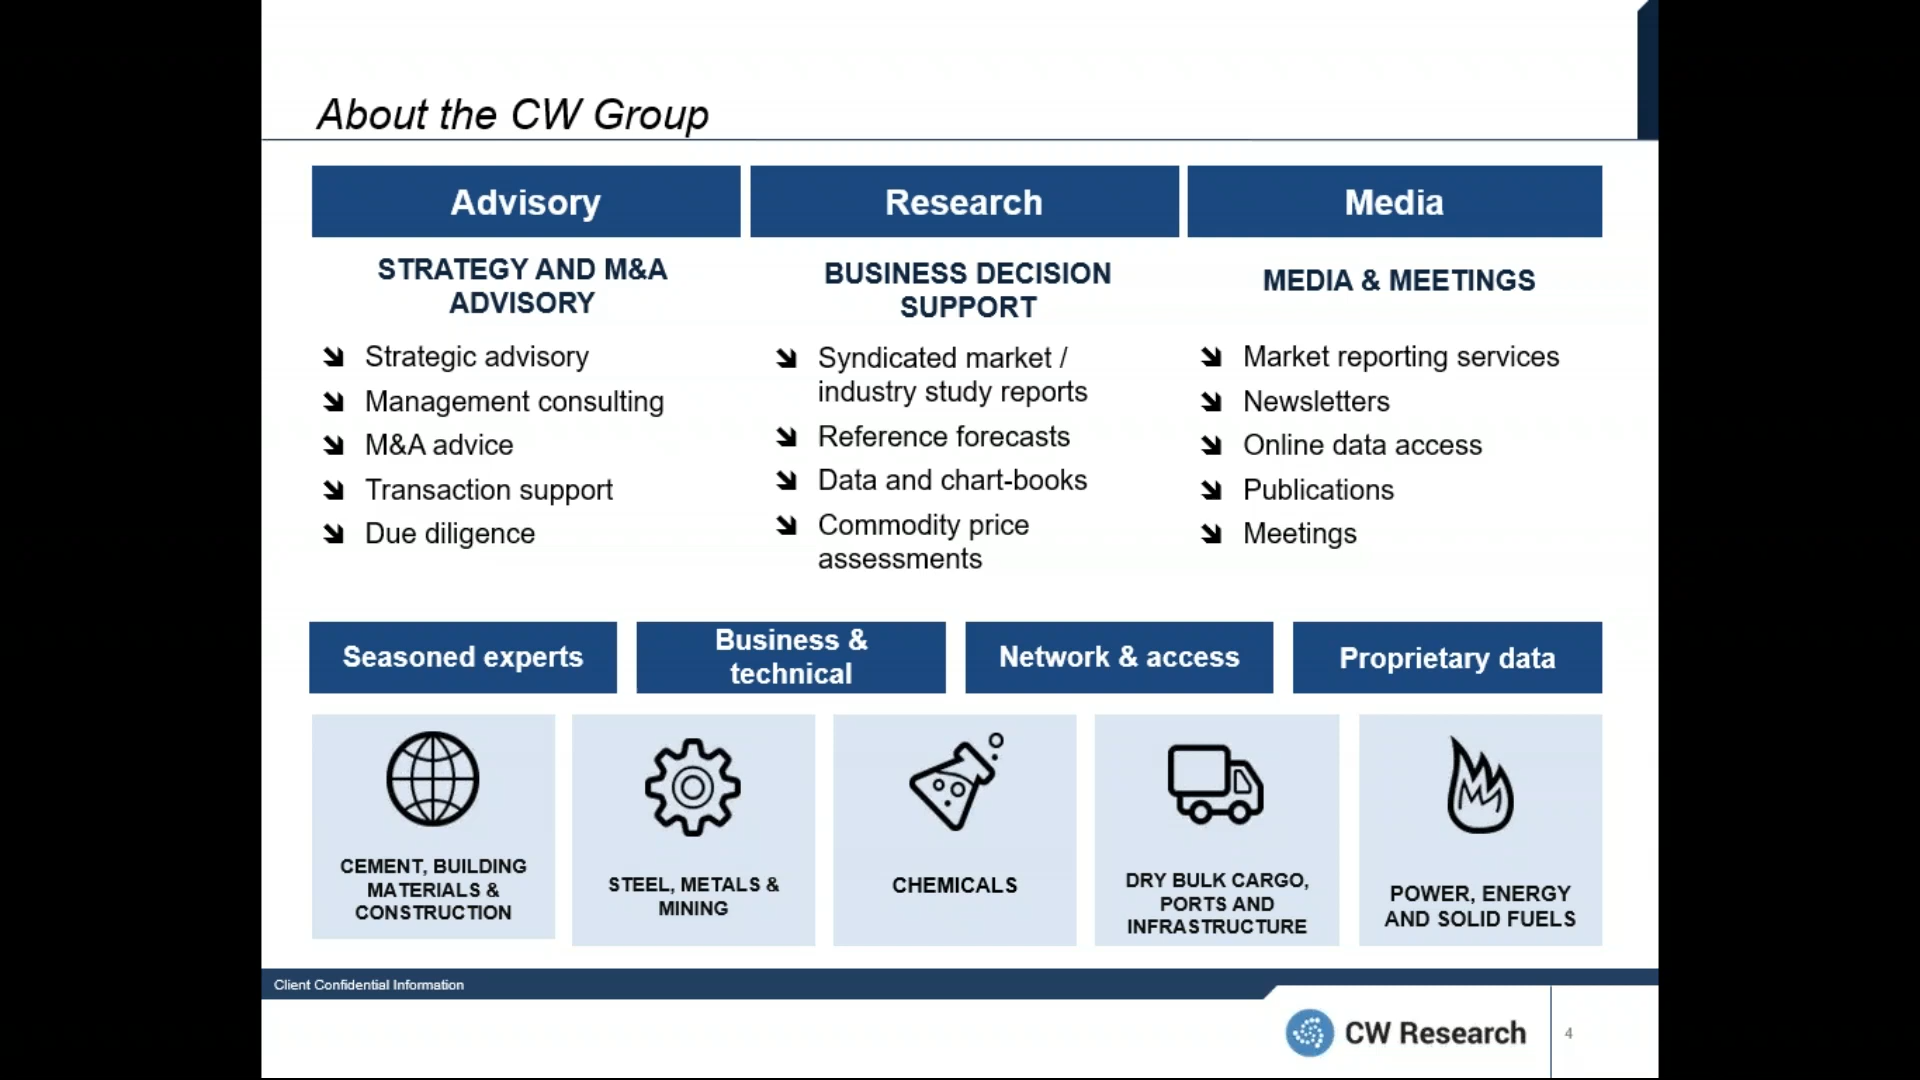 About the CW Group
Advisory
STRATEGY AND M&A
ADVISORY
Strategic advisory
Management consulting
M&A advice
Transaction support
Due diligence
Research
BUSINESS DECISION
SUPPORT
Syndicated market /
industry study reports
Reference forecasts
Data and chart-books
Commodity price
assessments
Media
MEDIA & MEETINGS
Market reporting services
Newsletters
Online data access
Publications
Meetings
Seasoned experts
Business &
technical
Network & access
Proprietary data
CEMENT, BUILDING
MATERIALS &
CONSTRUCTION
STEEL, METALS &
MINING
CHEMICALS
DRY BULK CARGO,
PORTS AND
INFRASTRUCTURE
POWER, ENERGY
AND SOLID FUELS
Client Confidential Information
CW Research
4